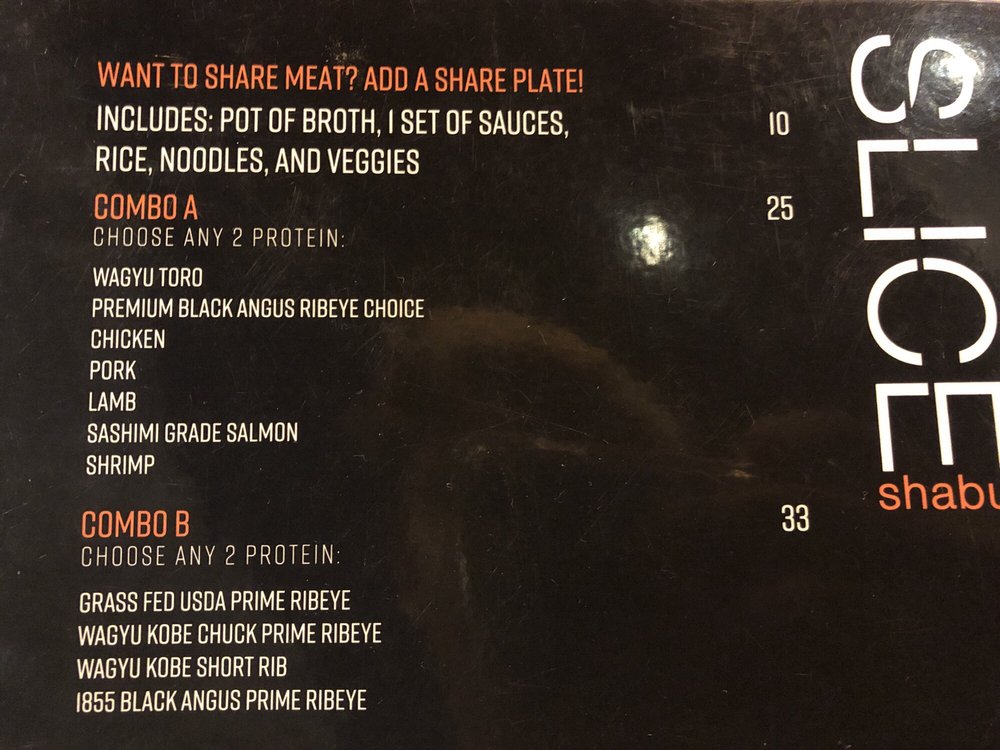 WANT TO SHARE MEAT? ADD A SHARE PLATE!
INCLUDES: POT OF BROTH, 1 SET OF SAUCES, 10
RICE, NOODLES, AND VEGGIES
COMBO A 25
CHOOSE ANY 2 PROTEIN:
WAGYU TORO
PREMIUM BLACK ANGUS RIBEYE CHOICE
CHICKEN
PORK
LAMB
SASHIMI GRADE SALMON
SHRIMP
COMBO B 33
CHOOSE ANY 2 PROTEIN:
GRASS FED USDA PRIME RIBEYE
WAGYU KOBE CHUCK PRIME RIBEYE
WAGYU KOBE SHORT RIB
1855 BLACK ANGUS PRIME RIBEYE
SLICE
shabu